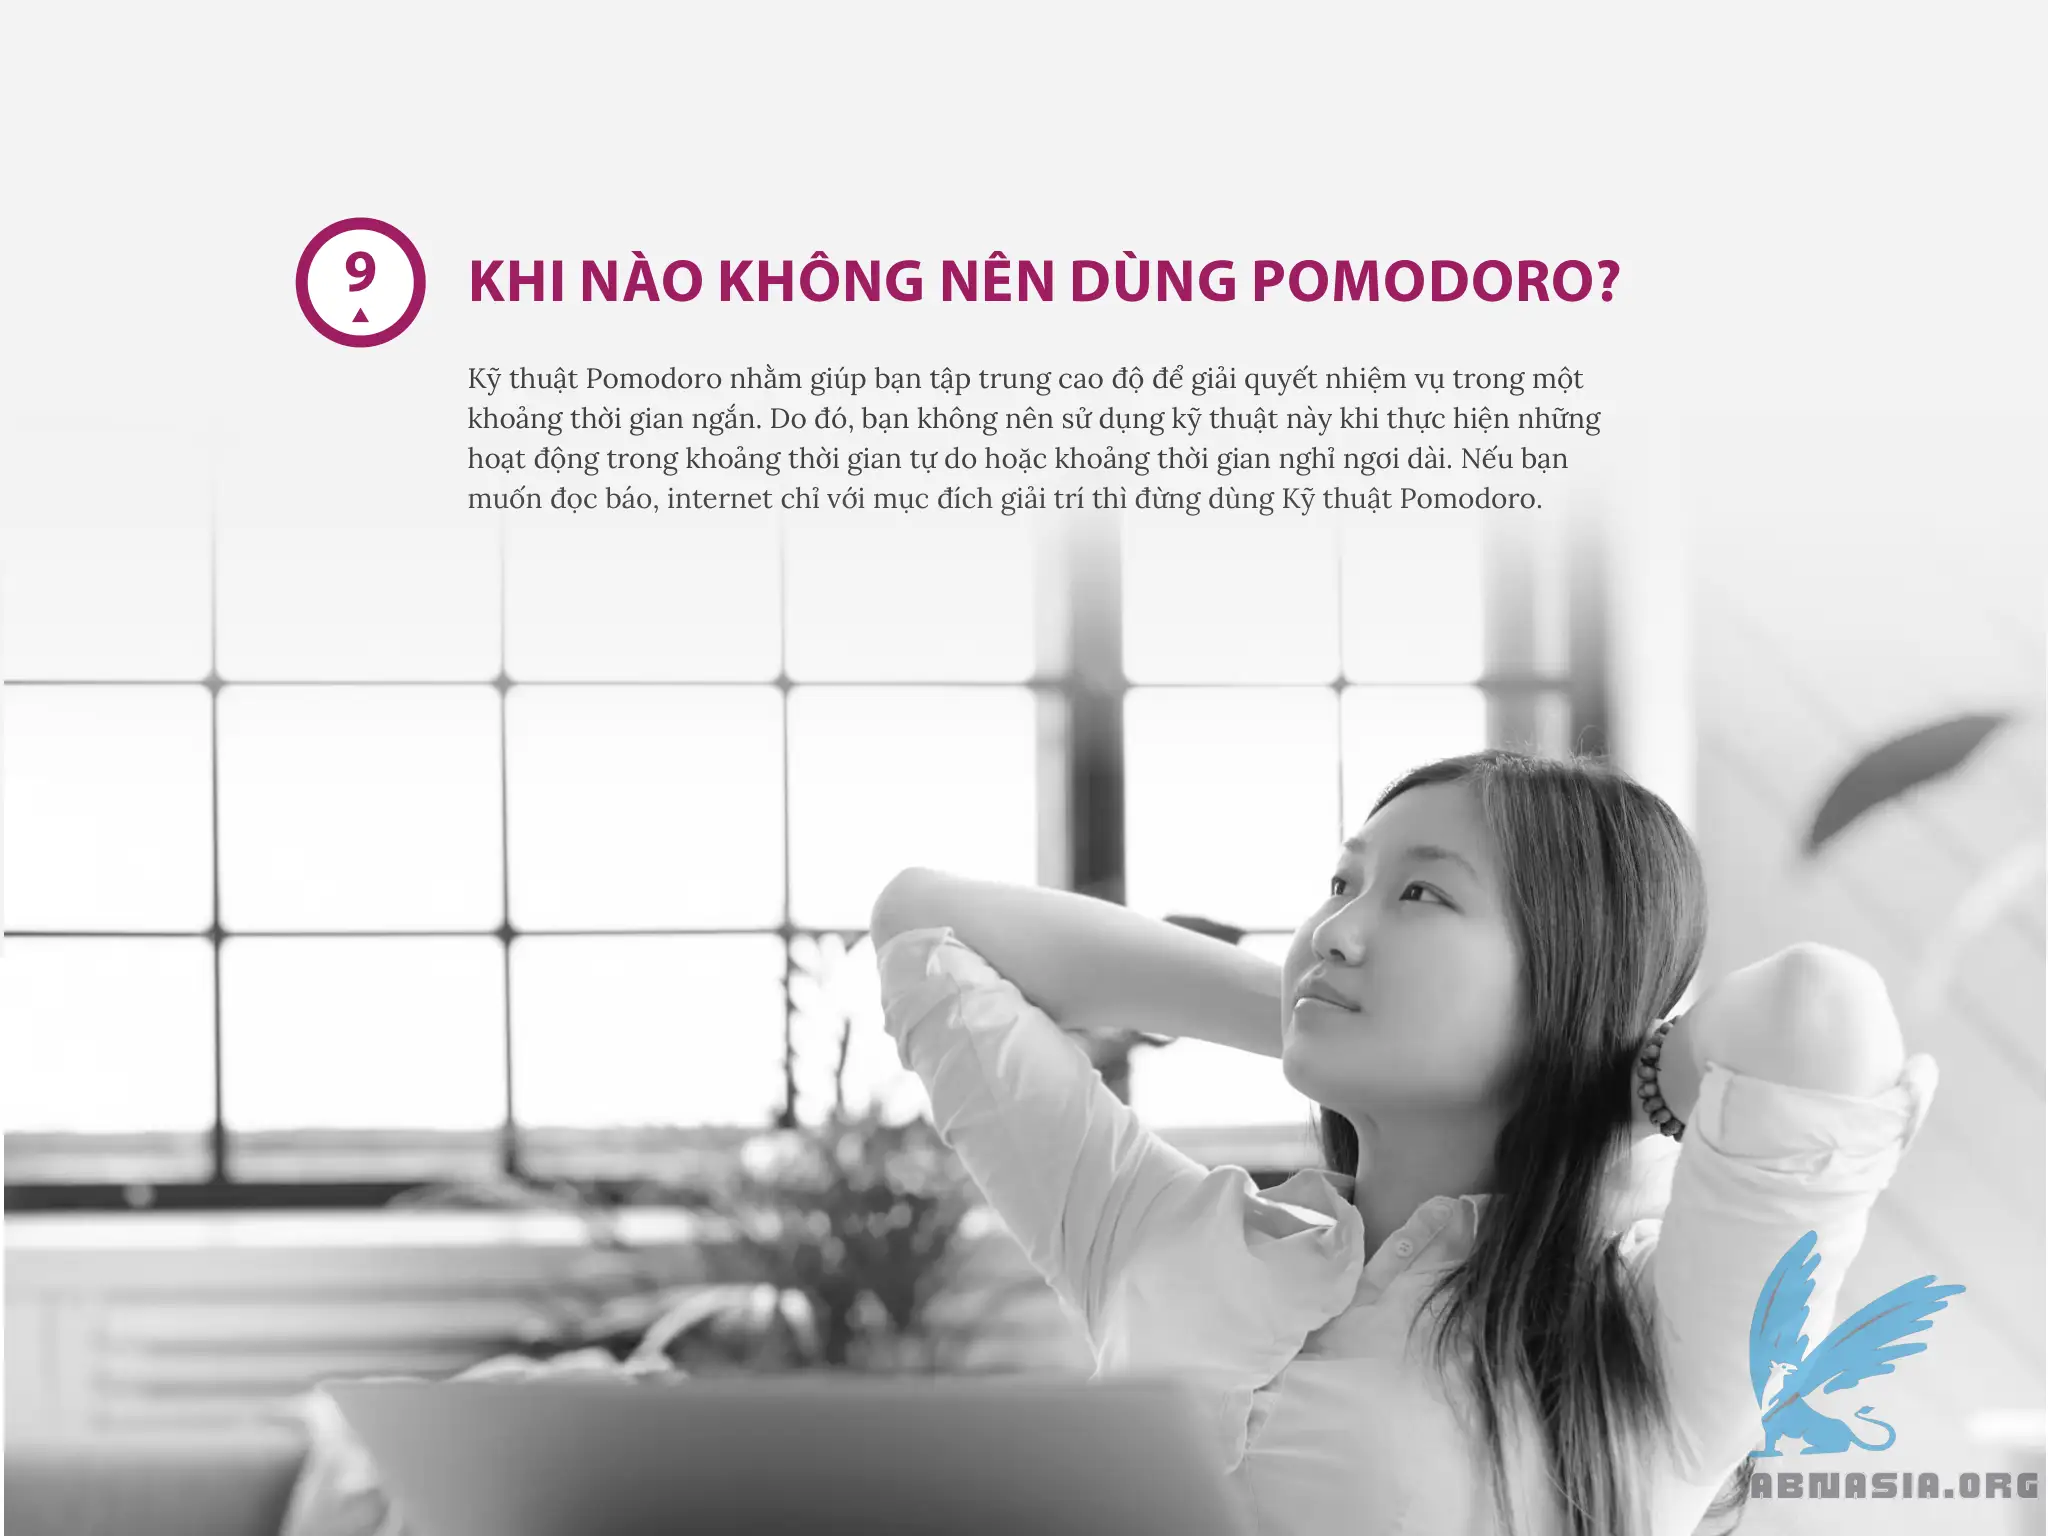 9
KHI NÀO KHÔNG NÊN DÙNG POMODORO?
Kỹ thuật Pomodoro nhằm giúp bạn tập trung cao độ để giải quyết nhiệm vụ trong một
khoảng thời gian ngắn. Do đó, bạn không nên sử dụng kỹ thuật này khi thực hiện những
hoạt động trong khoảng thời gian tự do hoặc khoảng thời gian nghỉ ngơi dài. Nếu bạn
muốn đọc báo, internet chỉ với mục đích giải trí thì đừng dùng Kỹ thuật Pomodoro.
ABNASIA.ORG